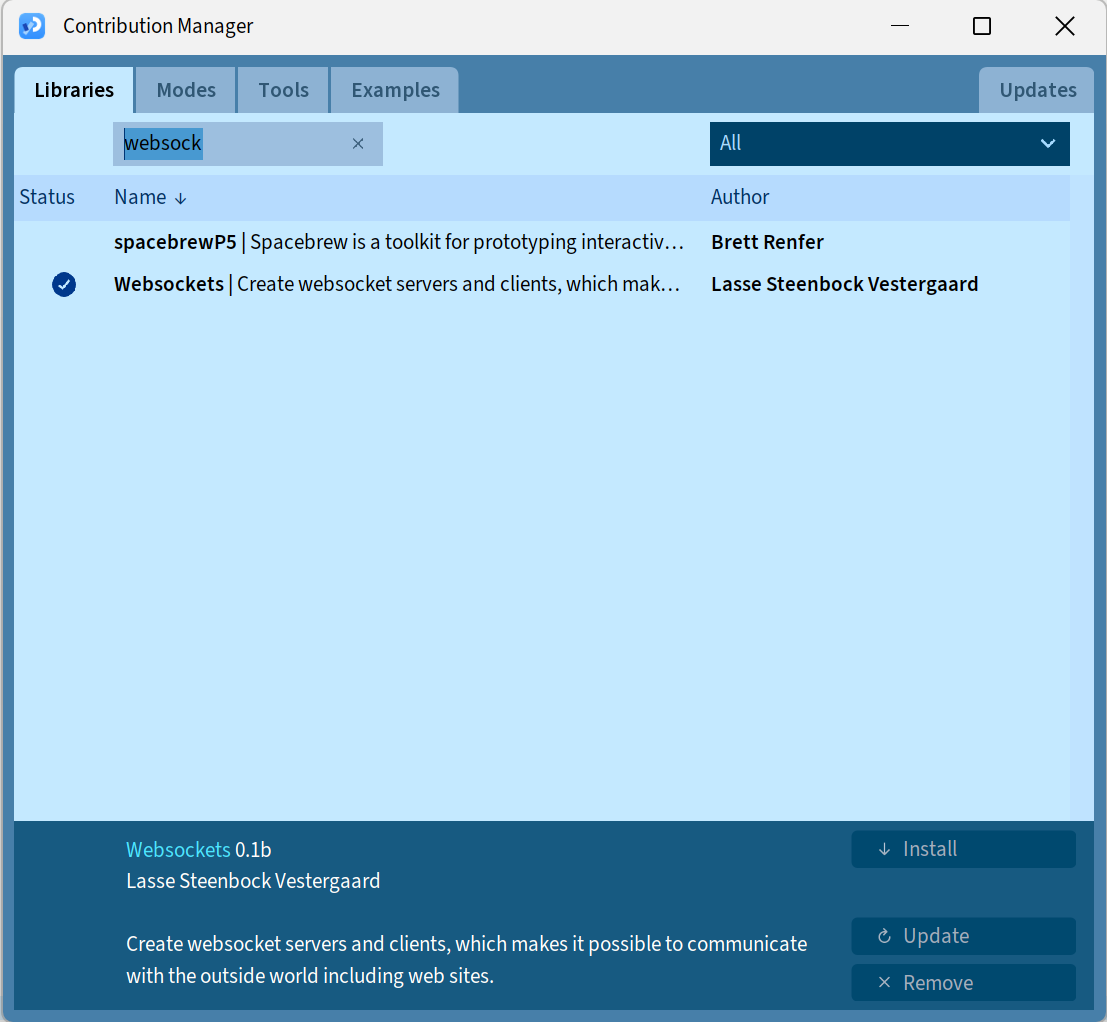 Contribution Manager
Libraries Modes Tools Examples Updates
websock All
Status Name ↓ Author
spacebrewP5 | Spacebrew is a toolkit for prototyping interactiv… Brett Renfer
Websockets | Create websocket servers and clients, which mak… Lasse Steenbock Vestergaard
Websockets 0.1b
Install
Lasse Steenbock Vestergaard
Create websocket servers and clients, which makes it possible to communicate
Update
with the outside world including web sites.
Remove